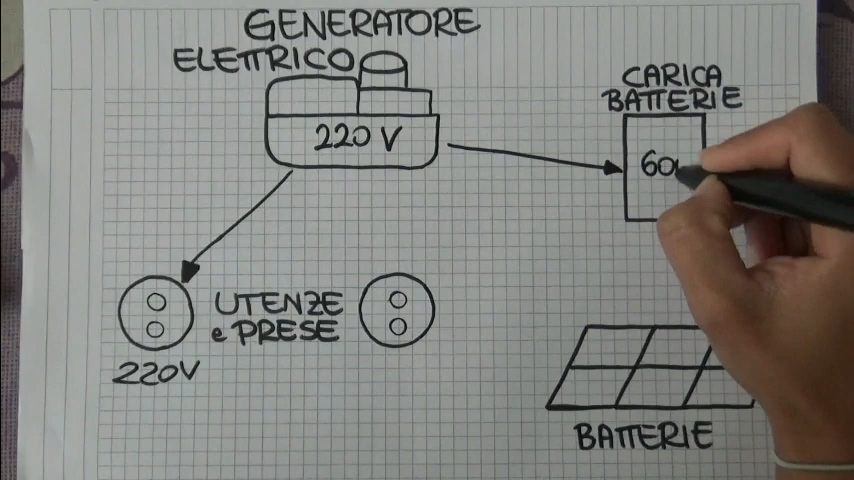 GENERATORE
ELETTRICO
220 V
CARICA
BATTERIE
60
UTENZE
e PRESE
220V
BATTERIE